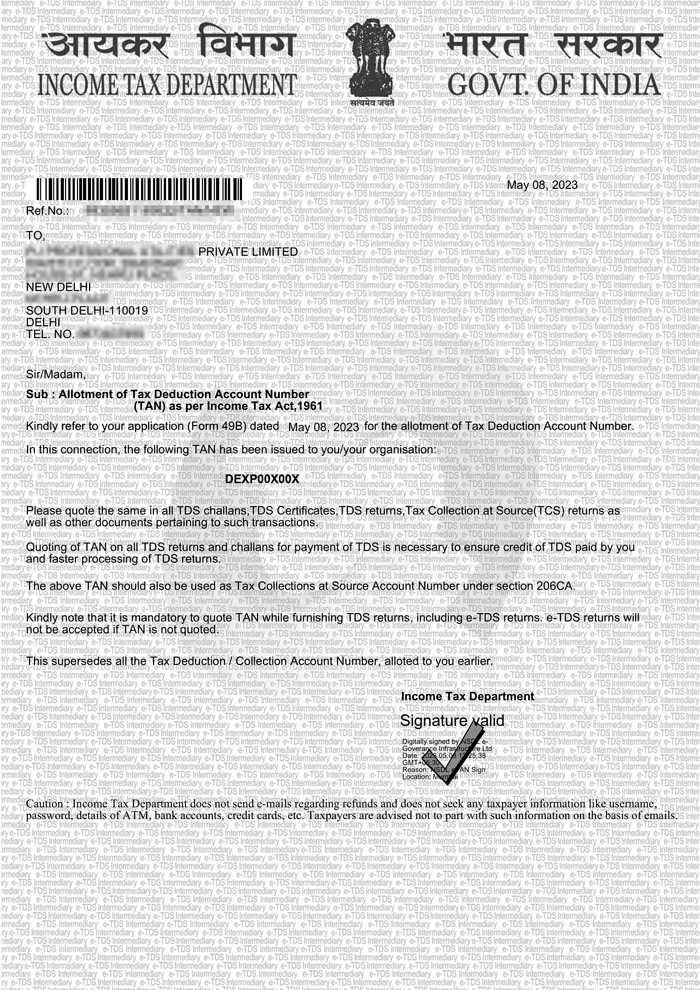 आयकर विभाग
भारत सरकार
INCOME TAX DEPARTMENT
GOVT. OF INDIA
सत्यमेव जयते
May 08, 2023
Ref.No.:
TO,
PRIVATE LIMITED
NEW DELHI
SOUTH DELHI-110019
DELHI
TEL. NO.
Sir/Madam,
Sub : Allotment of Tax Deduction Account Number
(TAN) as per Income Tax Act,1961
Kindly refer to your application (Form 49B) dated May 08, 2023 for the allotment of Tax Deduction Account Number.
In this connection, the following TAN has been issued to you/your organisation:
DEXP00X00X
Please quote the same in all TDS challans,TDS Certificates,TDS returns,Tax Collection at Source(TCS) returns as
well as other documents pertaining to such transactions.
Quoting of TAN on all TDS returns and challans for payment of TDS is necessary to ensure credit of TDS paid by you
and faster processing of TDS returns.
The above TAN should also be used as Tax Collections at Source Account Number under section 206CA.
Kindly note that it is mandatory to quote TAN while furnishing TDS returns, including e-TDS returns. e-TDS returns will
not be accepted if TAN is not quoted.
This supersedes all the Tax Deduction / Collection Account Number, alloted to you earlier.
Income Tax Department
Signature valid
Digitally signed by
Governance Infrastructure Ltd
Date:
Reason: TAN Sign
Location:
Caution : Income Tax Department does not send e-mails regarding refunds and does not seek any taxpayer information like username,
password, details of ATM, bank accounts, credit cards, etc. Taxpayers are advised not to part with such information on the basis of emails.